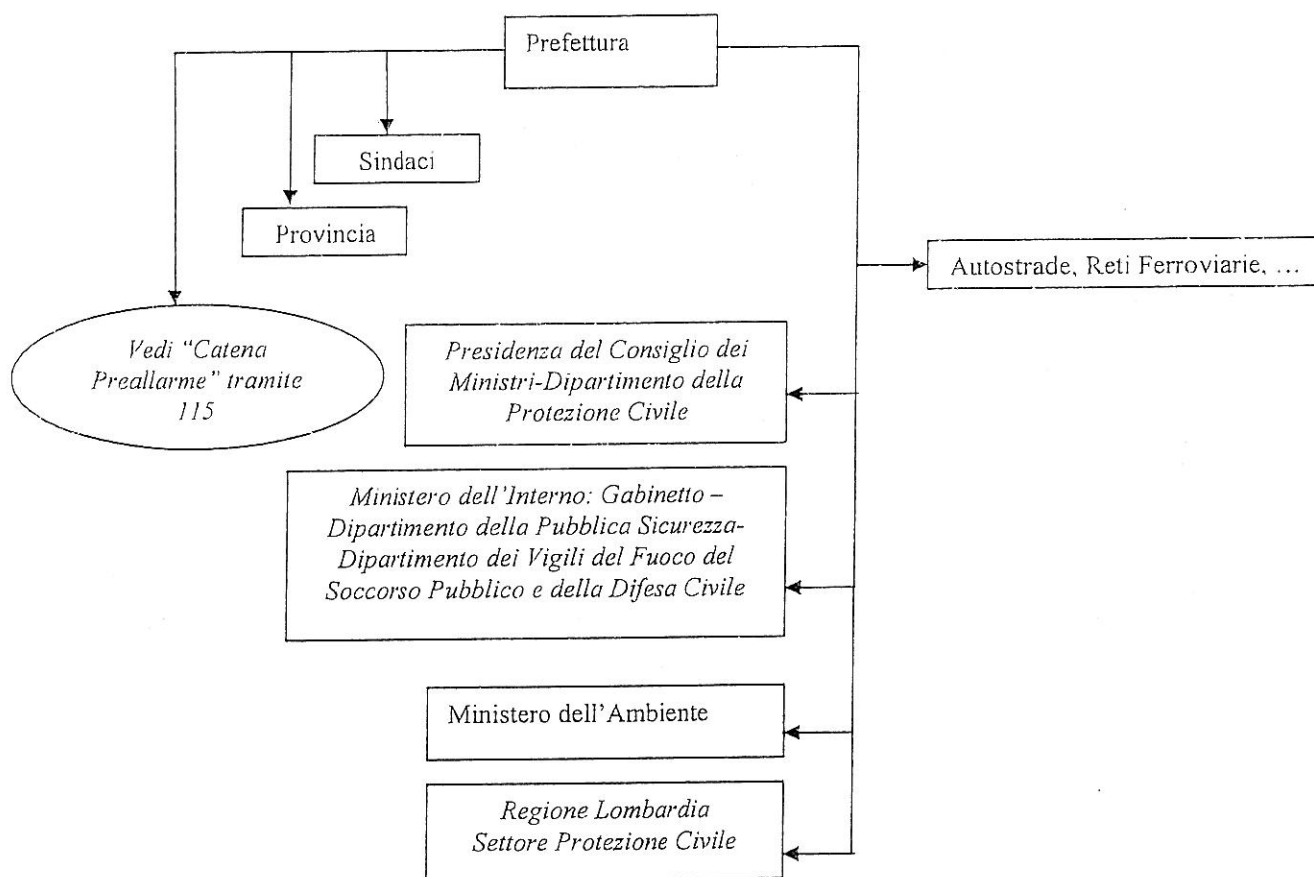 Prefettura
Sindaci
Provincia
Autostrade, Reti Ferroviarie, ...
Vedi “Catena
Preallarme” tramite
115
Presidenza del Consiglio dei
Ministri-Dipartimento della
Protezione Civile
Ministero dell’Interno: Gabinetto –
Dipartimento della Pubblica Sicurezza-
Dipartimento dei Vigili del Fuoco del
Soccorso Pubblico e della Difesa Civile
Ministero dell’Ambiente
Regione Lombardia
Settore Protezione Civile